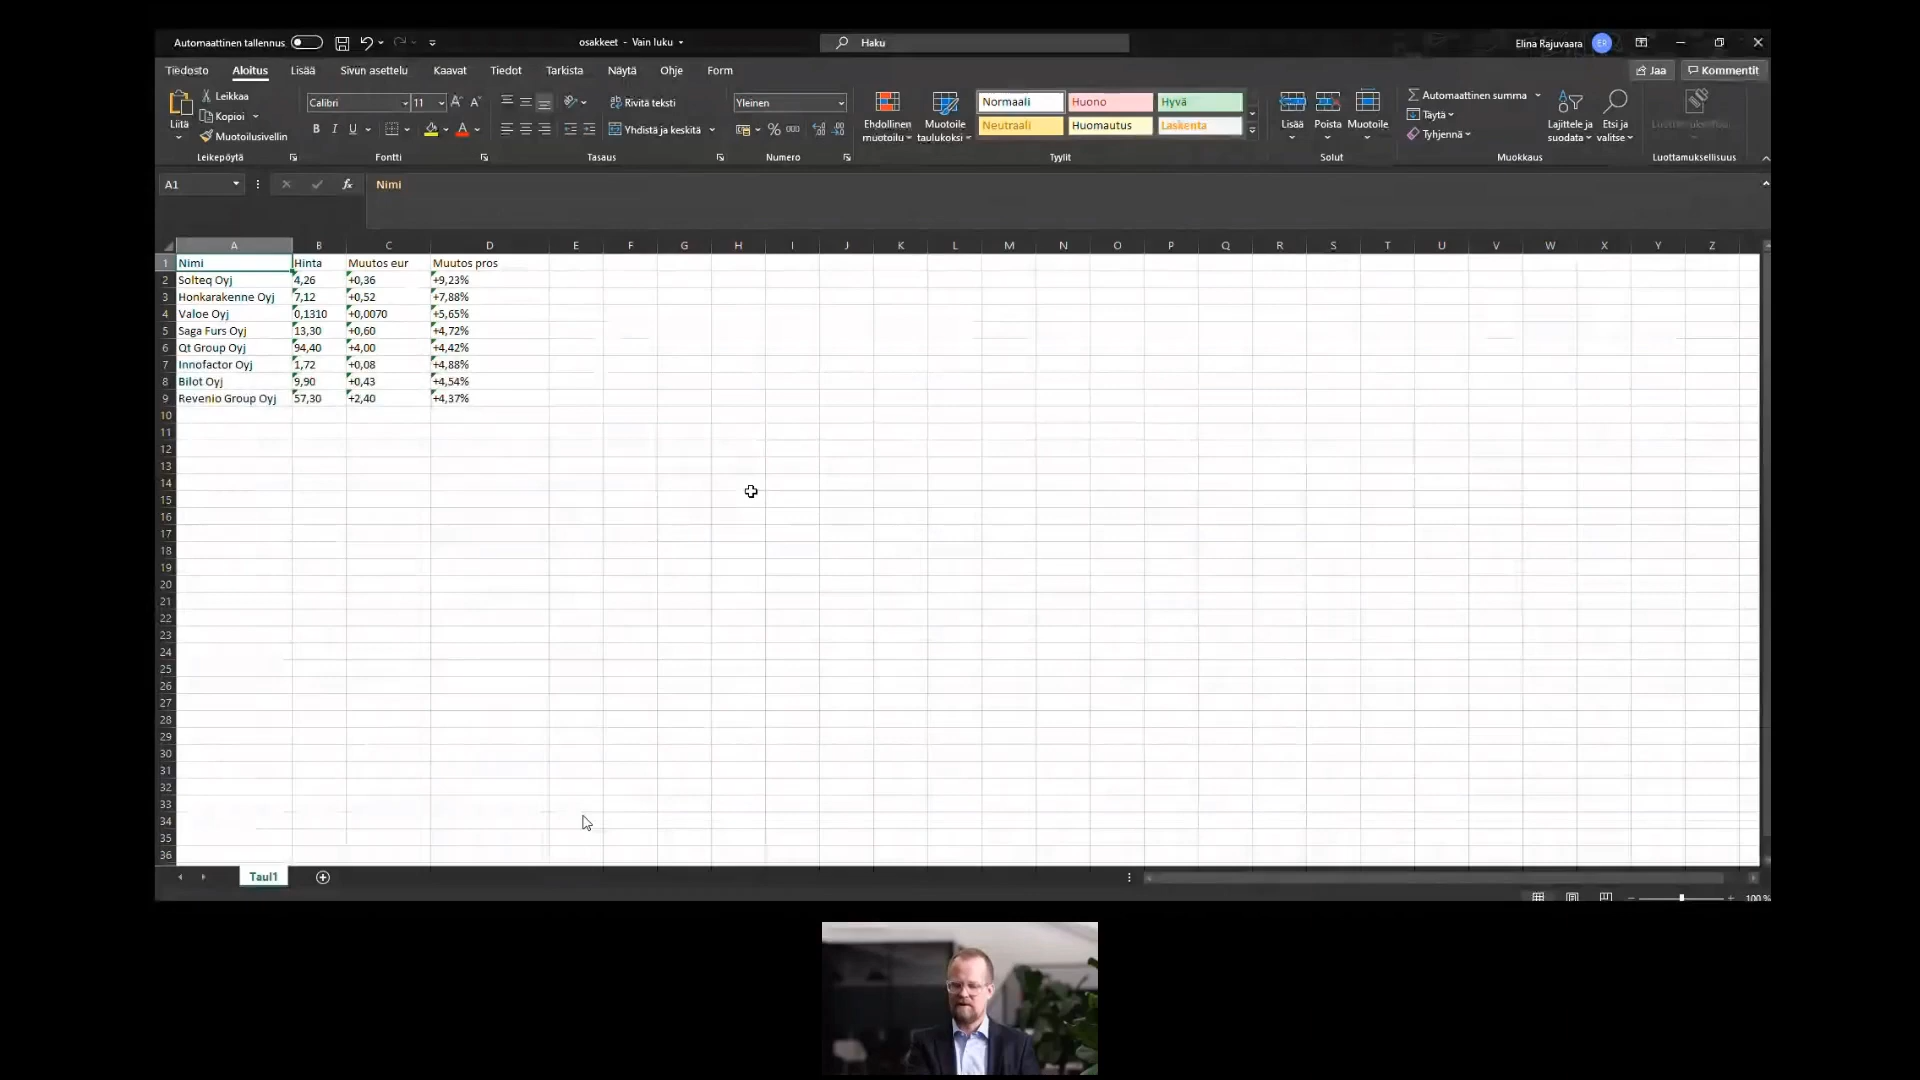 Automaattinen tallennus
osakkeet - Vain luku
Haku
Elina Rajuvaara
ER
Tiedosto Aloitus Lisää Sivun asettelu Kaavat Tiedot Tarkista Näytä Ohje Form
Jaa Kommentit
Liitä
Leikkaa
Kopioi
Muotoilusivellin
Leikepöytä
Calibri 11
Fontti
Rivitä teksti
Yhdistä ja keskitä
Tasaus
Yleinen
Numero
Ehdollinen muotoilu
Muotoile taulukoksi
Normaali Huono Hyvä
Neutraali Huomautus Laskenta
Tyylit
Lisää Poista Muotoile
Solut
Automaattinen summa
Täytä
Tyhjennä
Lajittele ja suodata
Etsi ja valitse
Muokkaus
Luottamuksellisuus
A1 fx Nimi
A B C D E F G H I J K L M N O P Q R S T U V W X Y Z
1 Nimi Hinta Muutos eur Muutos pros
2 Solteq Oyj 4,26 +0,36 +9,23%
3 Honkarakenne Oyj 7,12 +0,52 +7,88%
4 Valoe Oyj 0,1310 +0,0070 +5,65%
5 Saga Furs Oyj 13,30 +0,60 +4,72%
6 Qt Group Oyj 94,40 +4,00 +4,42%
7 Innofactor Oyj 1,72 +0,08 +4,88%
8 Bilot Oyj 9,90 +0,43 +4,54%
9 Revenio Group Oyj 57,30 +2,40 +4,37%
10
11
12
13
14
15
16
17
18
19
20
21
22
23
24
25
26
27
28
29
30
31
32
33
34
35
36
Taul1
100 %